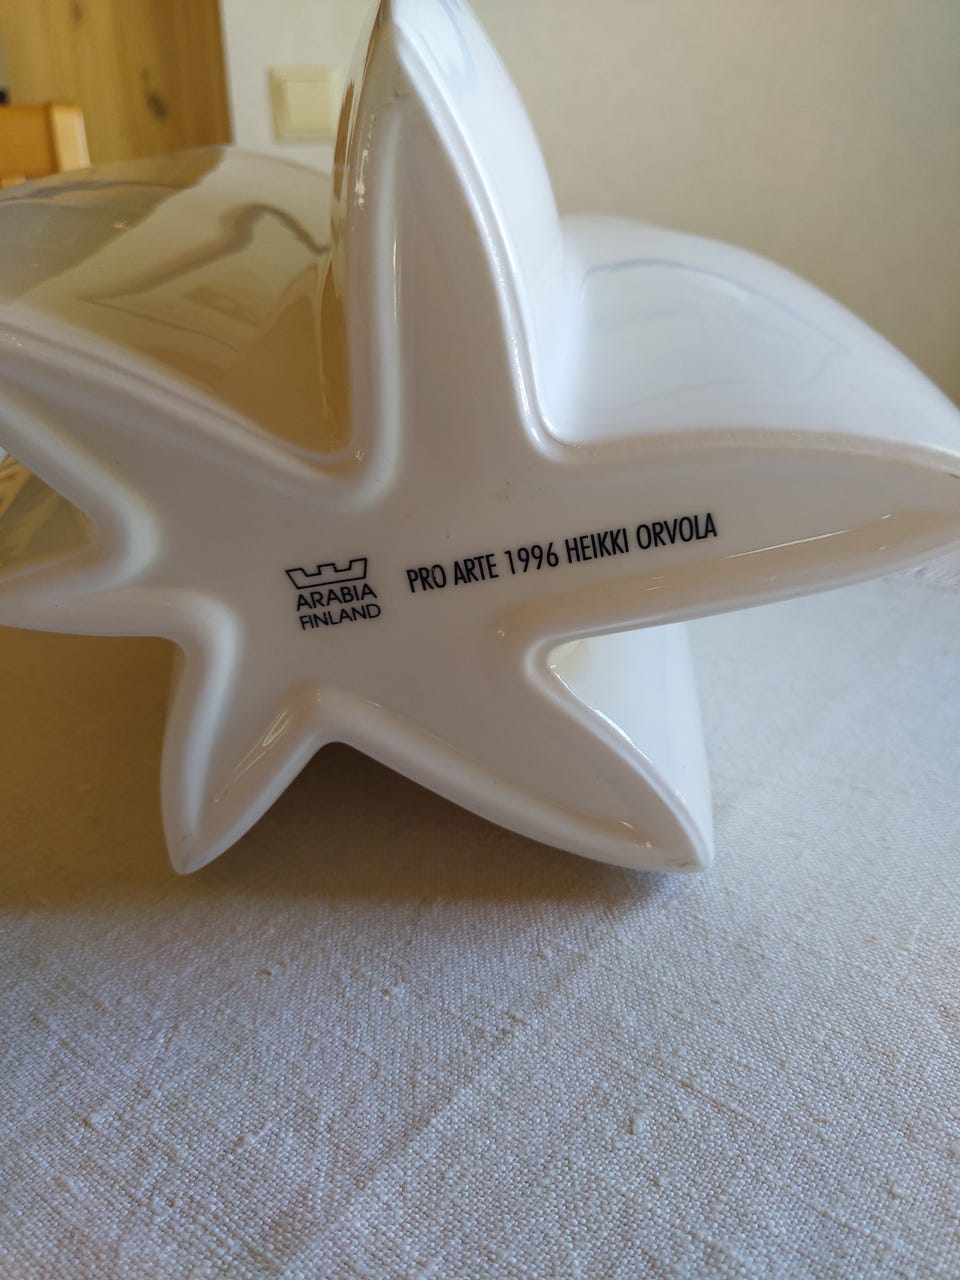 ARABIA
FINLAND
PRO ARTE 1996 HEIKKI ORVOLA